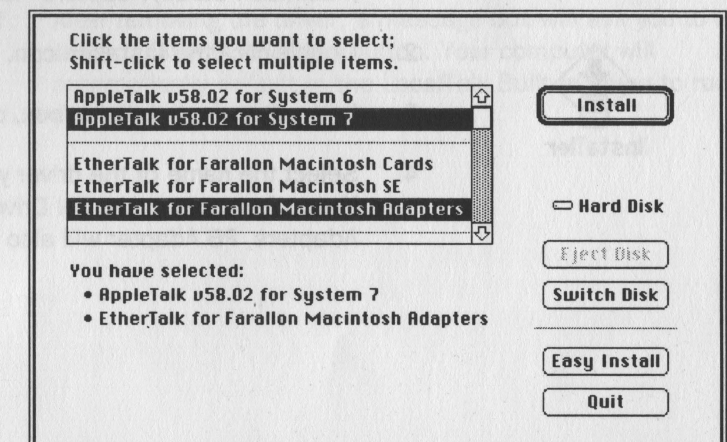 Click the items you want to select;
Shift-click to select multiple items.
AppleTalk v58.02 for System 6
AppleTalk v58.02 for System 7
EtherTalk for Farallon Macintosh Cards
EtherTalk for Farallon Macintosh SE
EtherTalk for Farallon Macintosh Adapters
You have selected:
• AppleTalk v58.02 for System 7
• EtherTalk for Farallon Macintosh Adapters
Install
Hard Disk
Eject Disk
Switch Disk
Easy Install
Quit